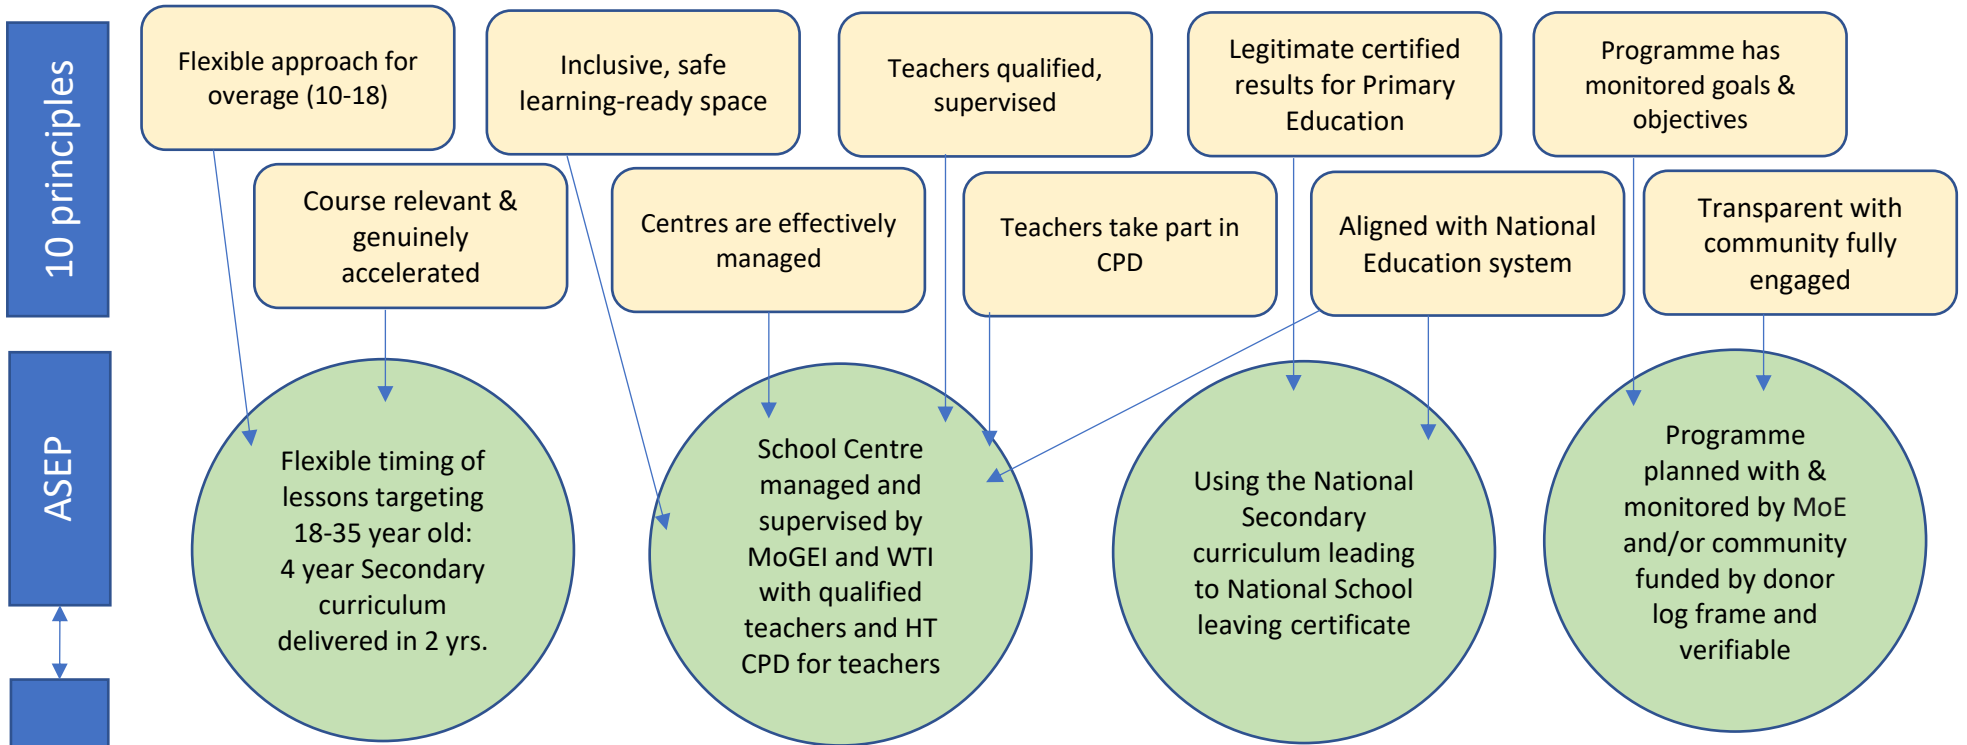 10 principles
Flexible approach for
overage (10-18)
Inclusive, safe
learning-ready space
Teachers qualified,
supervised
Legitimate certified
results for Primary
Education
Programme has
monitored goals &
objectives
Course relevant &
genuinely
accelerated
Centres are effectively
managed
Teachers take part in
CPD
Aligned with National
Education system
Transparent with
community fully
engaged
ASEP
Flexible timing of
lessons targeting
18-35 year old:
4 year Secondary
curriculum
delivered in 2 yrs.
School Centre
managed and
supervised by
MoGEI and WTI
with qualified
teachers and HT
CPD for teachers
Using the National
Secondary
curriculum leading
to National School
leaving certificate
Programme
planned with &
monitored by MoE
and/or community
funded by donor
log frame and
verifiable